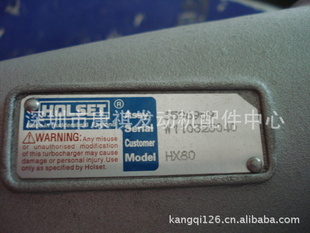 HOLSET®
Assy
Serial
Customer
Model HX80
WARNING: Any misuse
or unauthorised modification
of this turbocharger may cause
damage or personal injury. Use
only as specified by Holset.
深圳市康祺发动机配件中心
kangqi126.cn.alibaba.com